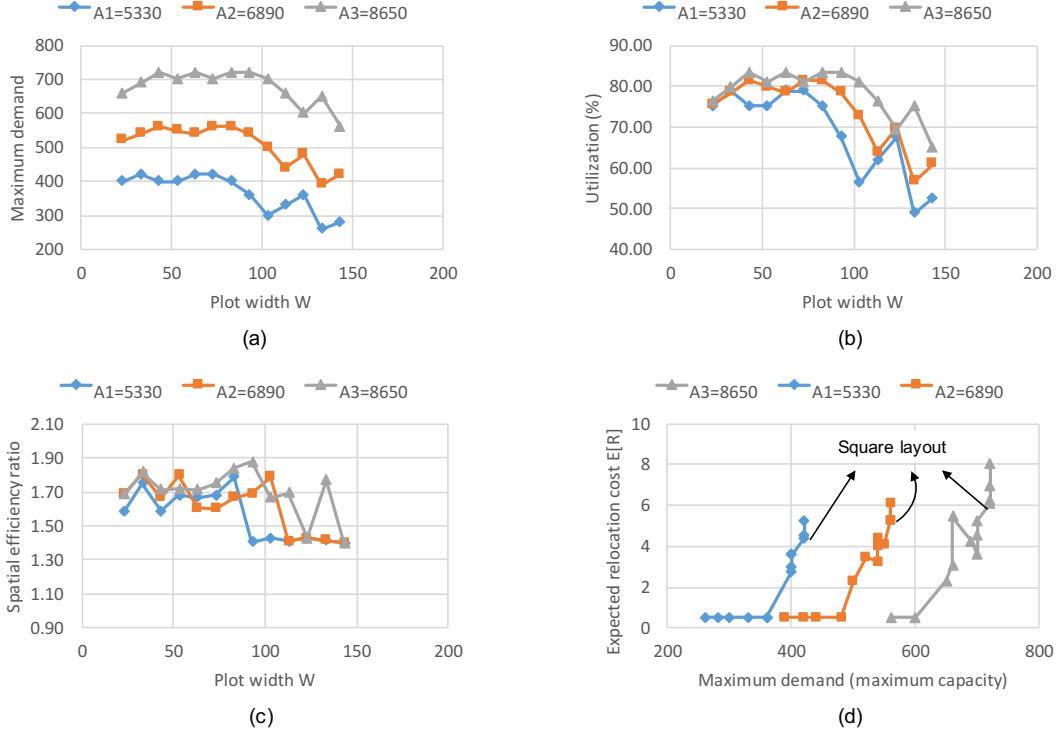 A1=5330 A2=6890 A3=8650
Maximum demand
800
700
600
500
400
300
200
0 50 100 150 200
Plot width W
(a)
A1=5330 A2=6890 A3=8650
Utilization (%)
90.00
80.00
70.00
60.00
50.00
40.00
0 50 100 150 200
Plot width W
(b)
A1=5330 A2=6890 A3=8650
Spatial efficiency ratio
2.10
1.90
1.70
1.50
1.30
1.10
0.90
0 50 100 150 200
Plot width W
(c)
A3=8650 A1=5330 A2=6890
Expected relocation cost E[R]
10
8
6
4
2
0
Square layout
200 400 600 800
Maximum demand (maximum capacity)
(d)